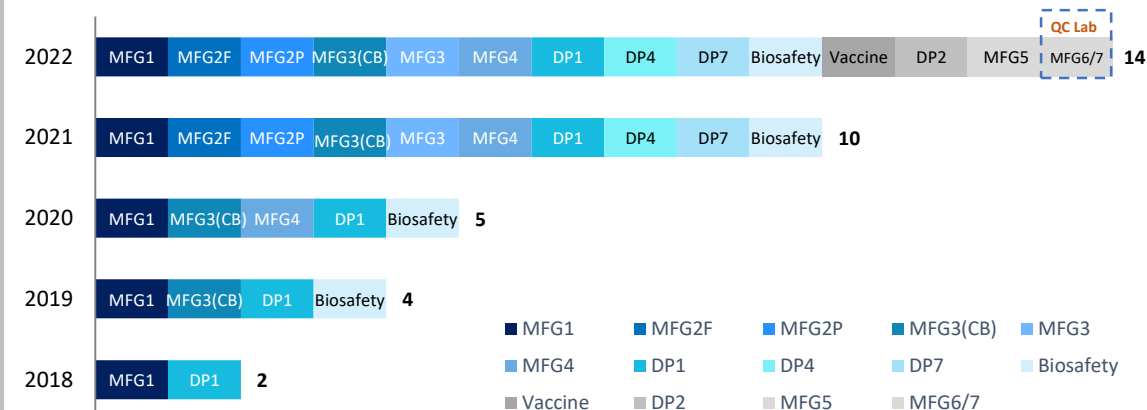 QC Lab
2022 MFG1 MFG2F MFG2P MFG3(CB) MFG3 MFG4 DP1 DP4 DP7 Biosafety Vaccine DP2 MFG5 MFG6/7 14
2021 MFG1 MFG2F MFG2P MFG3(CB) MFG3 MFG4 DP1 DP4 DP7 Biosafety 10
2020 MFG1 MFG3(CB) MFG4 DP1 Biosafety 5
2019 MFG1 MFG3(CB) DP1 Biosafety 4
2018 MFG1 DP1 2
MFG1 MFG2F MFG2P MFG3(CB) MFG3
MFG4 DP1 DP4 DP7 Biosafety
Vaccine DP2 MFG5 MFG6/7